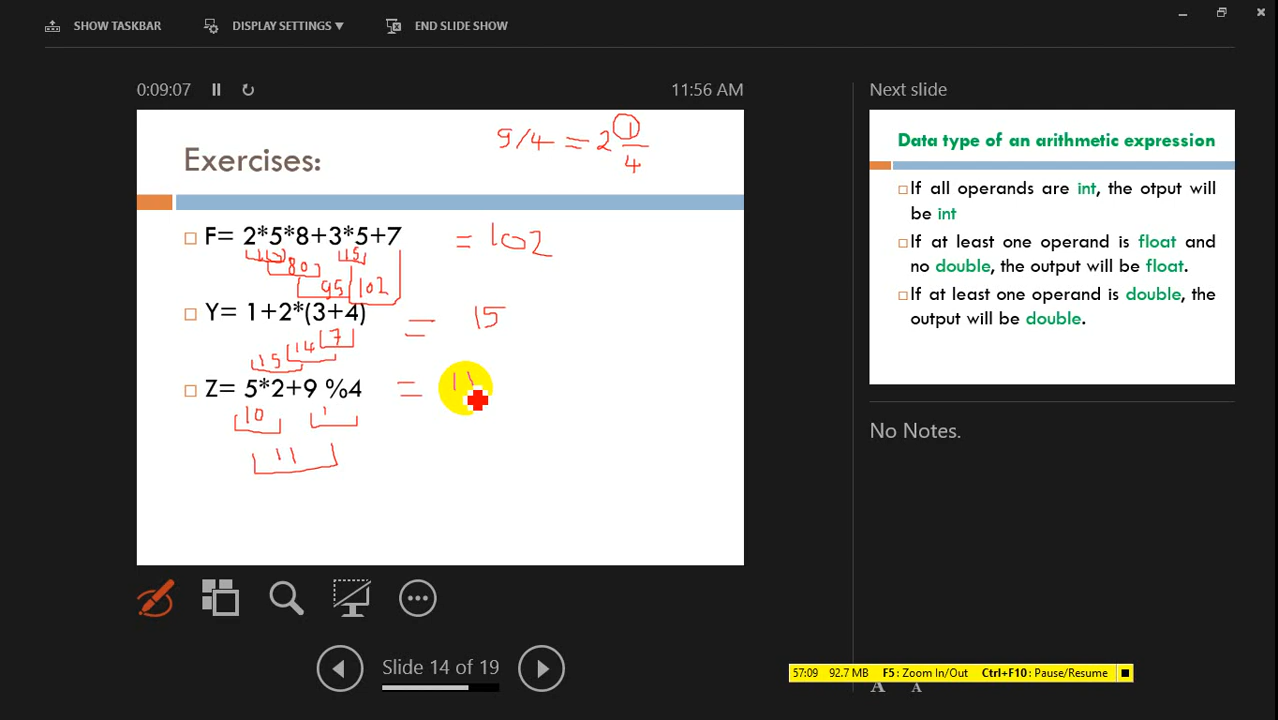 SHOW TASKBAR DISPLAY SETTINGS ▼ END SLIDE SHOW
0:09:07 11:56 AM
9/4 = 2 1/4
Exercises:
F= 2*5*8+3*5+7 = 102
10 15
80
95 102
Y= 1+2*(3+4) = 15
7
14
15
Z= 5*2+9 %4 = 11
10 1
11
Slide 14 of 19
Next slide
Data type of an arithmetic expression
If all operands are int, the otput will
be int
If at least one operand is float and
no double, the output will be float.
If at least one operand is double, the
output will be double.
No Notes.
57:09 92.7 MB F5: Zoom In/Out Ctrl+F10: Pause/Resume
A A